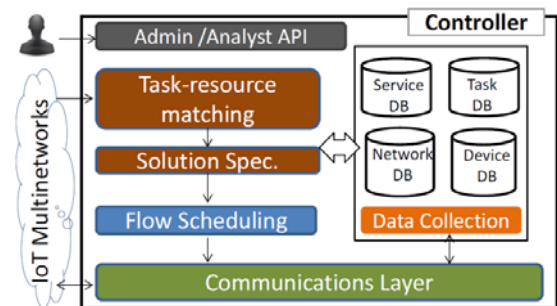 Controller
Admin /Analyst API
Task-resource
matching
Solution Spec.
Flow Scheduling
Communications Layer
Service
DB
Task
DB
Network
DB
Device
DB
Data Collection
IoT Multinetworks